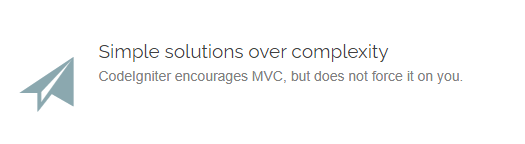 Simple solutions over complexity
CodeIgniter encourages MVC, but does not force it on you.